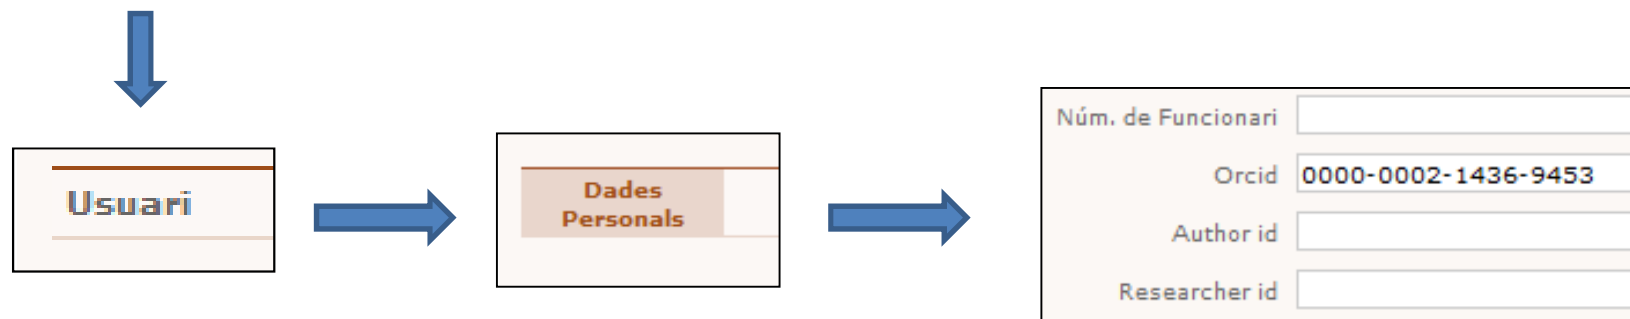 Usuari
Dades
Personals
Núm. de Funcionari
Orcid 0000-0002-1436-9453
Author id
Researcher id